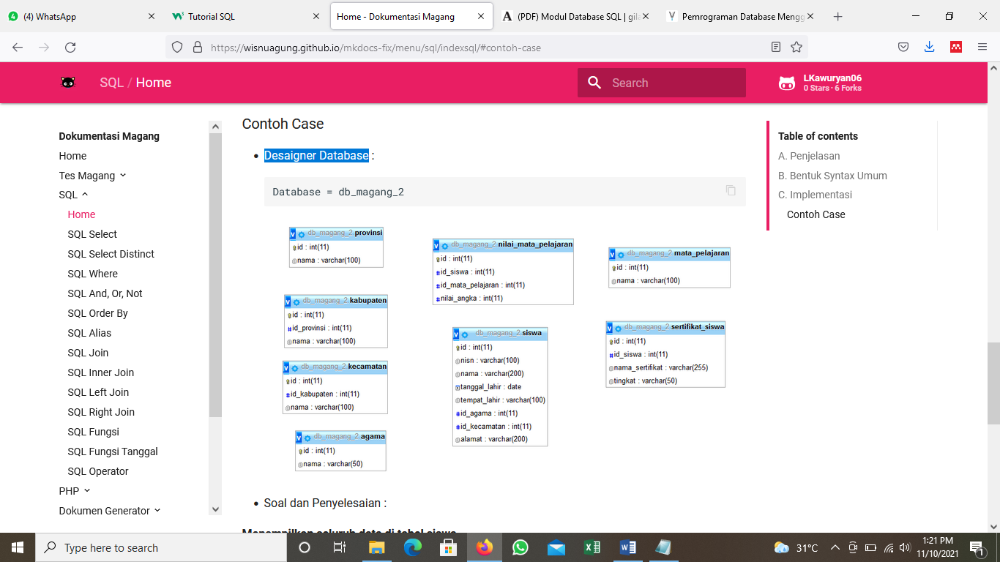 (4) WhatsApp
Tutorial SQL
Home - Dokumentasi Magang
(PDF) Modul Database SQL | gil
Pemrograman Database Mengg
https://wisnuagung.github.io/mkdocs-fix/menu/sql/indexsql/#contoh-case
SQL / Home
Search
LKawuryan06
0 Stars · 6 Forks
Dokumentasi Magang
Home
Tes Magang
SQL
Home
SQL Select
SQL Select Distinct
SQL Where
SQL And, Or, Not
SQL Order By
SQL Alias
SQL Join
SQL Inner Join
SQL Left Join
SQL Right Join
SQL Fungsi
SQL Fungsi Tanggal
SQL Operator
PHP
Dokumen Generator
Contoh Case
Desaigner Database :
Database = db_magang_2
v db_magang_2 provinsi
id : int(11)
nama : varchar(100)
v db_magang_2 kabupaten
id : int(11)
#id_provinsi : int(11)
nama : varchar(100)
v db_magang_2 kecamatan
id : int(11)
#id_kabupaten : int(11)
nama : varchar(100)
v db_magang_2 agama
id : int(11)
nama : varchar(50)
v db_magang_2 nilai_mata_pelajaran
id : int(11)
#id_siswa : int(11)
#id_mata_pelajaran : int(11)
#nilai_angka : int(11)
v db_magang_2 siswa
id : int(11)
nisn : varchar(100)
nama : varchar(200)
tanggal_lahir : date
tempat_lahir : varchar(100)
#id_agama : int(11)
#id_kecamatan : int(11)
alamat : varchar(200)
v db_magang_2 mata_pelajaran
id : int(11)
nama : varchar(100)
v db_magang_2 sertifikat_siswa
id : int(11)
#id_siswa : int(11)
nama_sertifikat : varchar(255)
tingkat : varchar(50)
Soal dan Penyelesaian :
Menampilkan seluruh data di tabel siswa
Table of contents
A. Penjelasan
B. Bentuk Syntax Umum
C. Implementasi
Contoh Case
Type here to search
31°C
1:21 PM
11/10/2021
1